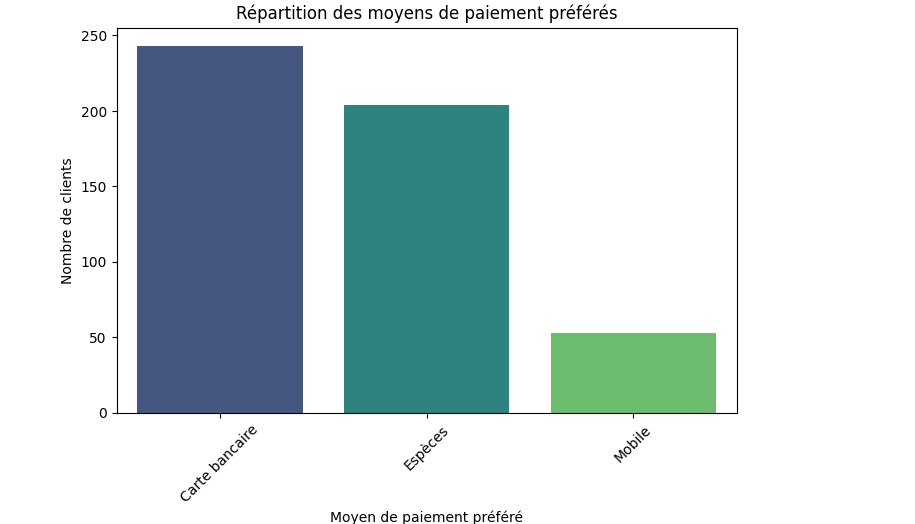 Répartition des moyens de paiement préférés
250
200
150
100
50
0
Nombre de clients
Carte bancaire
Espèces
Mobile
Moyen de paiement préféré